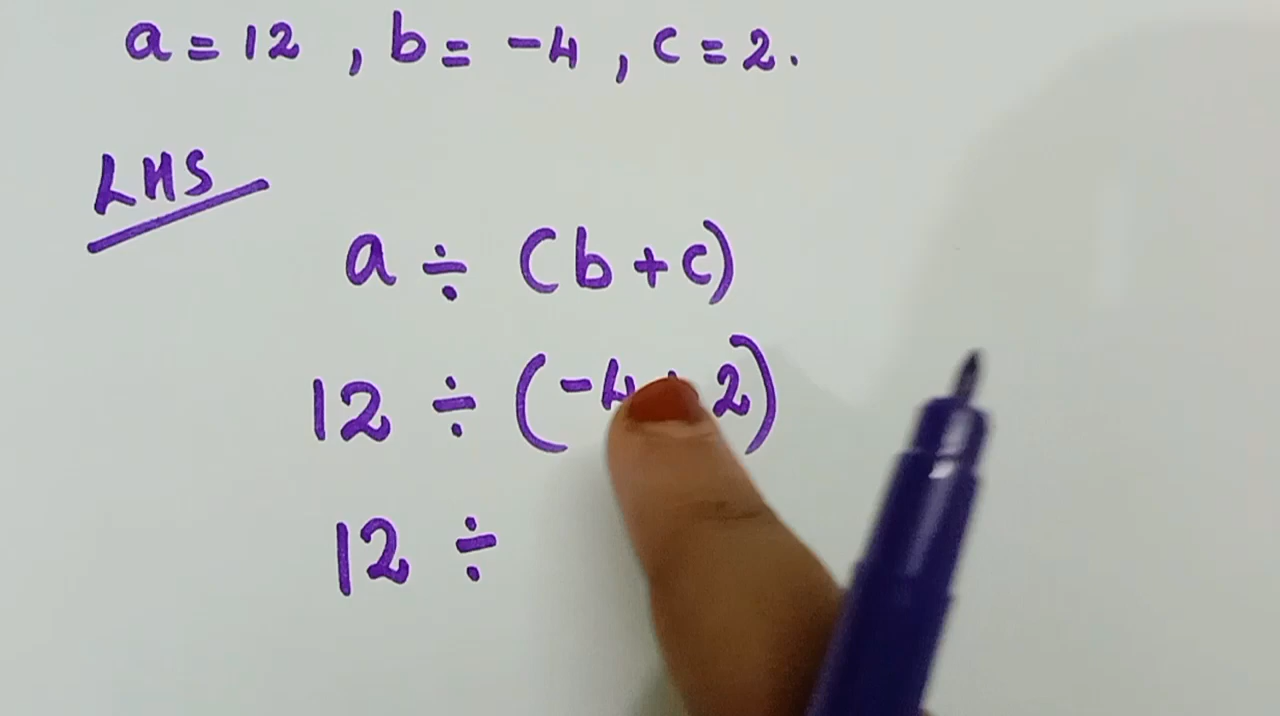 a = 12 , b = -4 , c = 2.
LHS
a ÷ (b + c)
12 ÷ (-4 + 2)
12 ÷